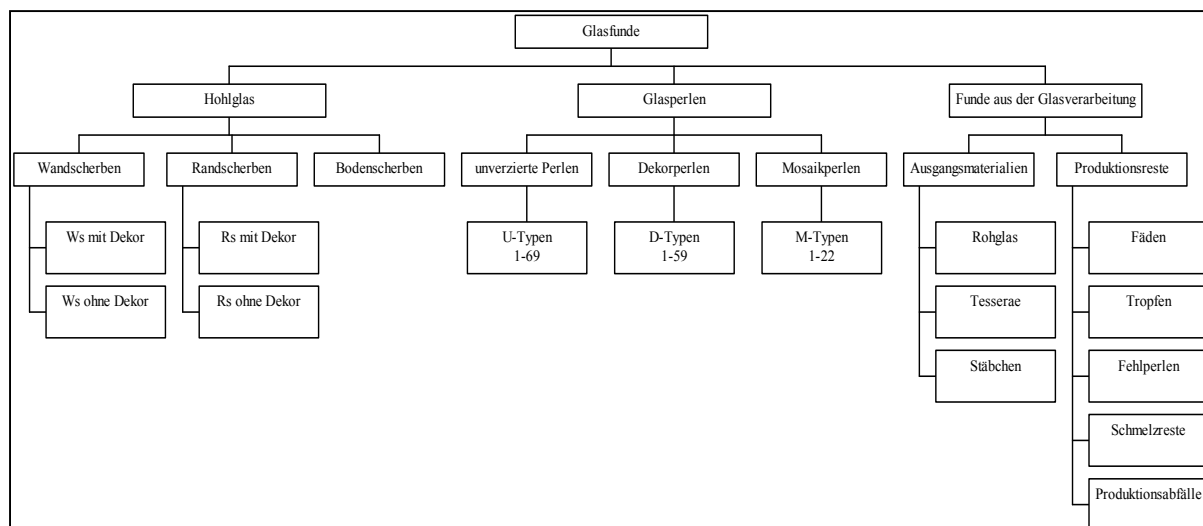 Glasfunde
Hohlglas
Glasperlen
Funde aus der Glasverarbeitung
Wandscherben
Randscherben
Bodenscherben
unverzierte Perlen
Dekorperlen
Mosaikperlen
Ausgangsmaterialien
Produktionsreste
Ws mit Dekor
Ws ohne Dekor
Rs mit Dekor
Rs ohne Dekor
U-Typen
1-69
D-Typen
1-59
M-Typen
1-22
Rohglas
Tesserae
Stäbchen
Fäden
Tropfen
Fehlperlen
Schmelzreste
Produktionsabfälle